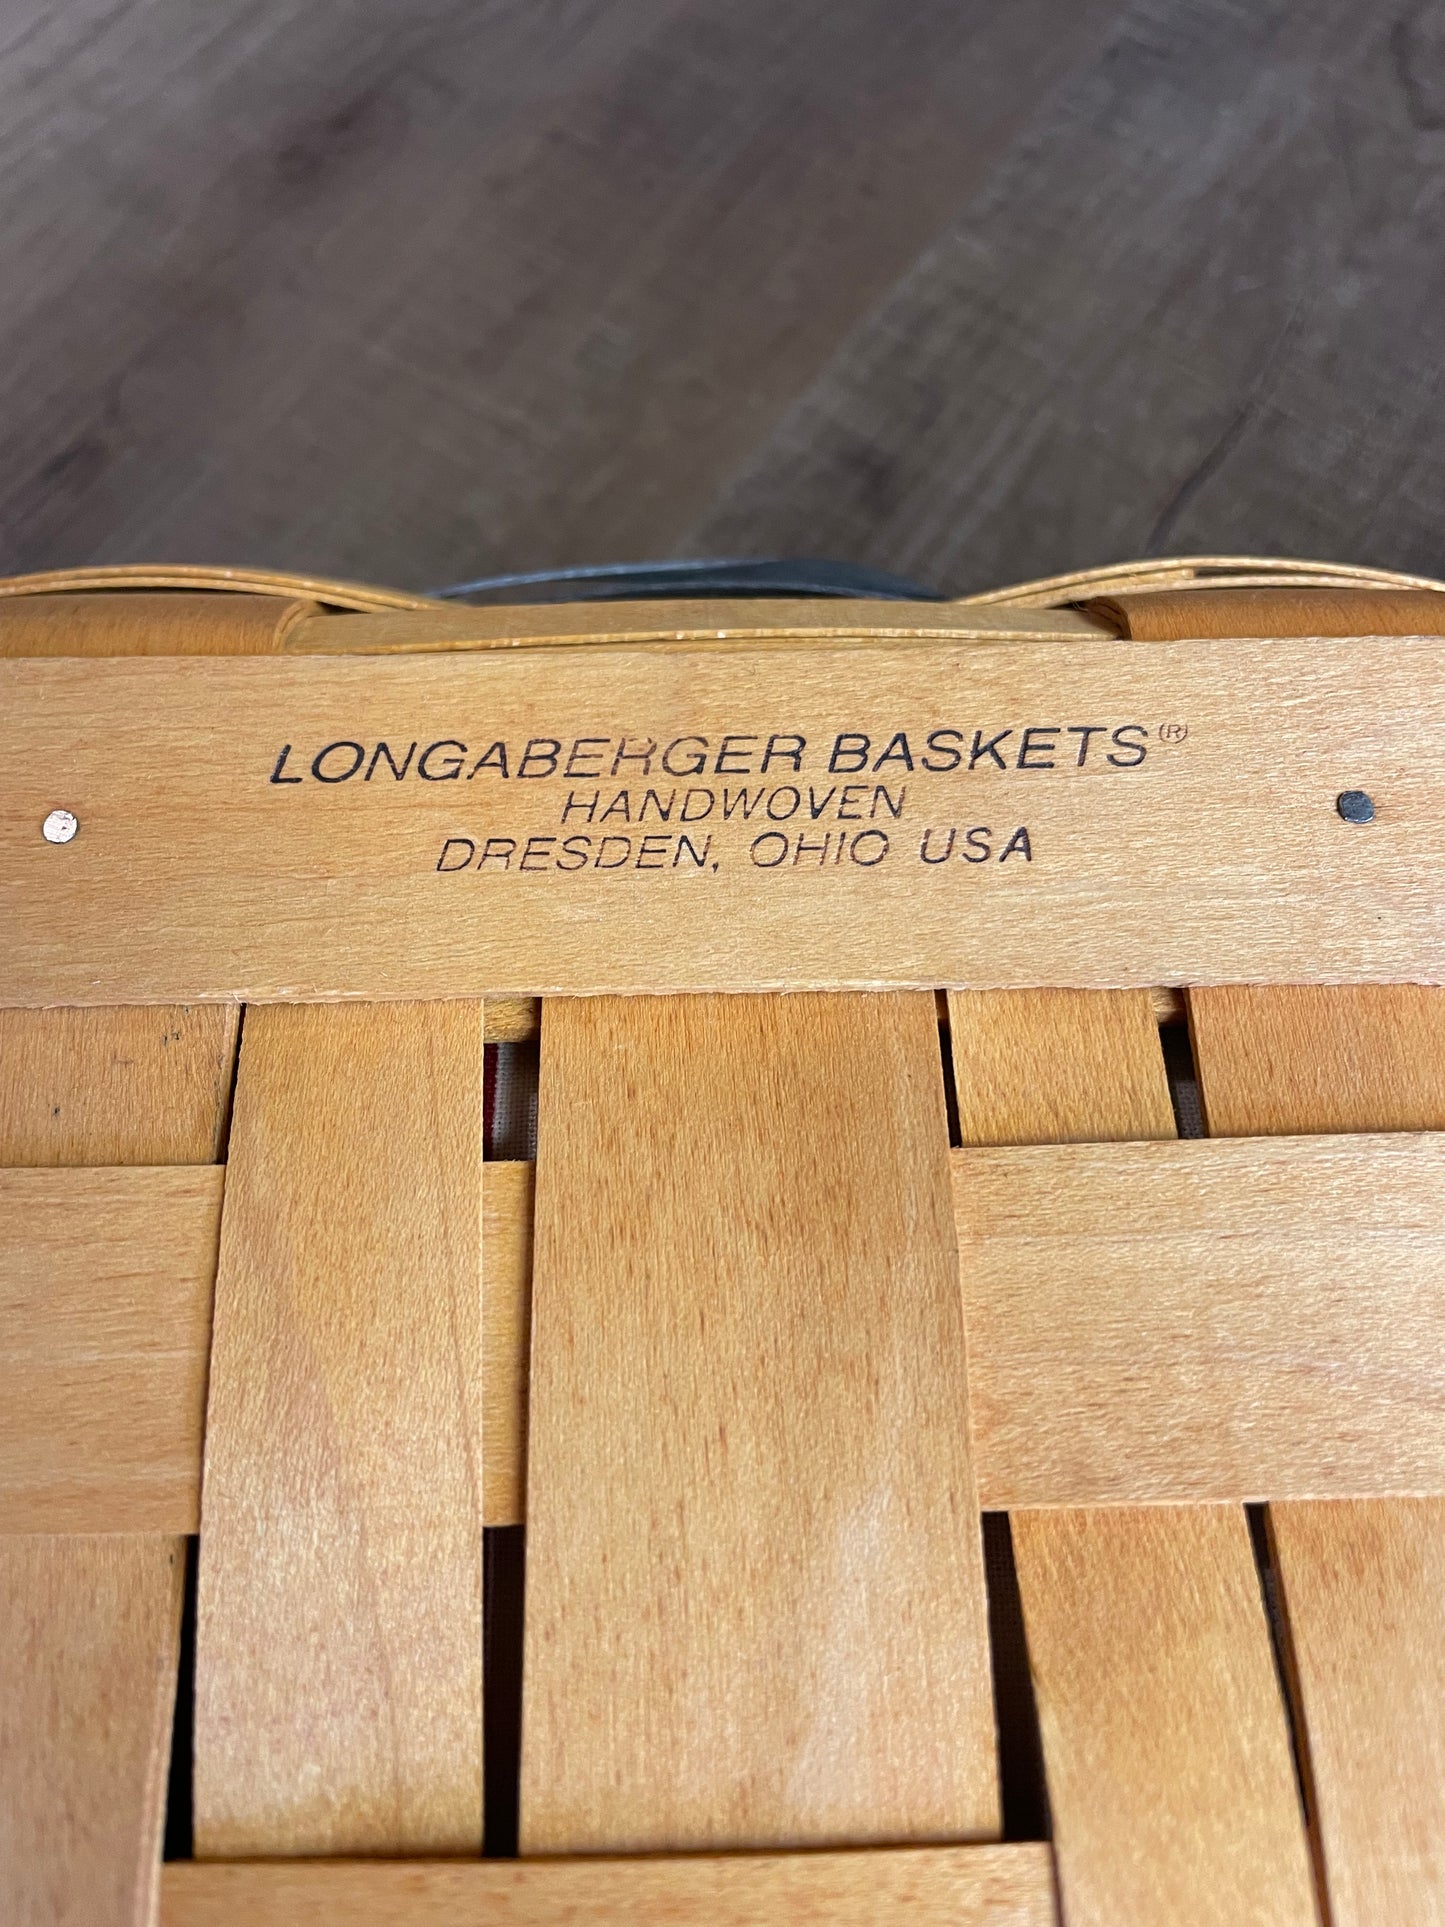 LONGABERGER BASKETS®
HANDWOVEN
DRESDEN, OHIO USA